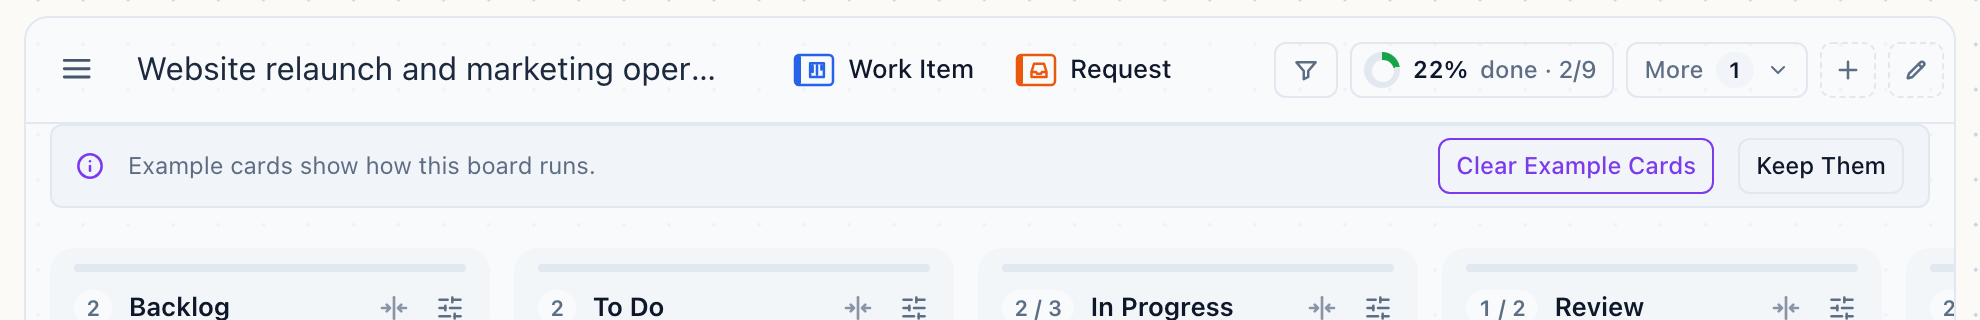 Website relaunch and marketing oper... Work Item Request 22% done · 2/9 More 1
Example cards show how this board runs. Clear Example Cards Keep Them
2 Backlog 2 To Do 2 / 3 In Progress 1 / 2 Review 2